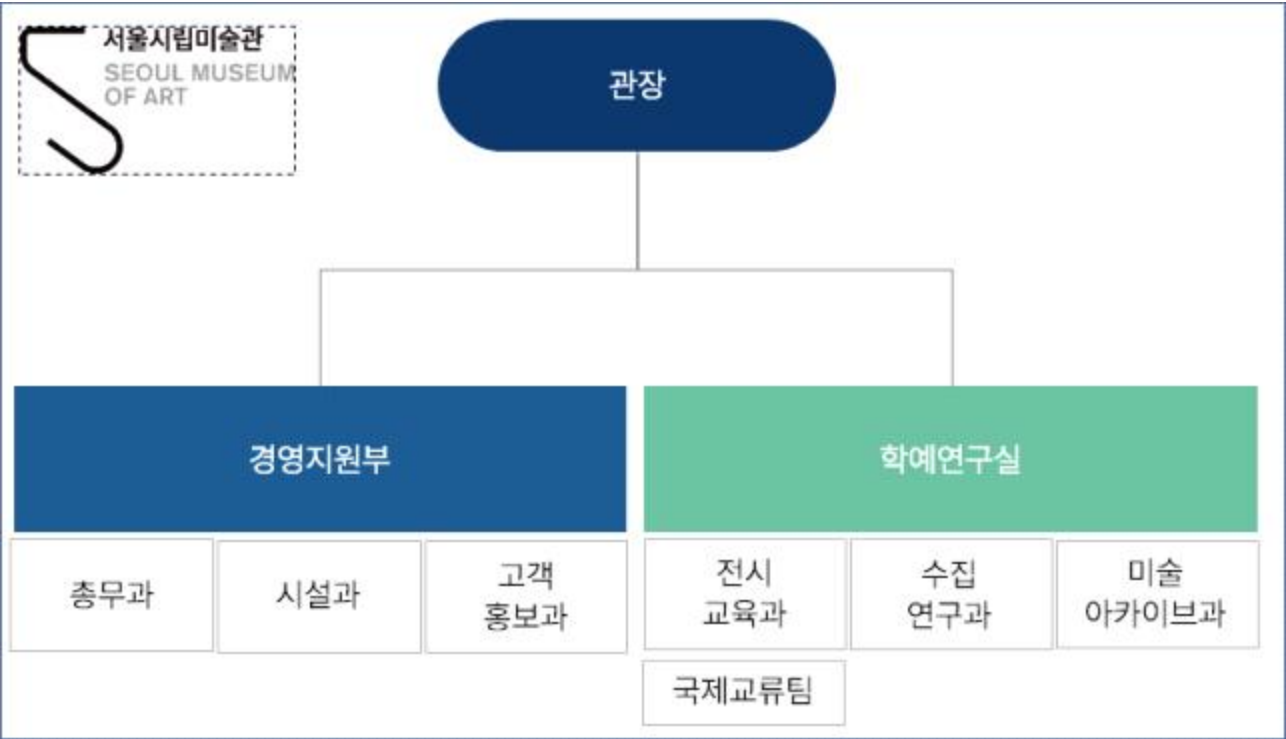 서울시립미술관
SEOUL MUSEUM
OF ART
관장
경영지원부
학예연구실
총무과
시설과
고객
홍보과
전시
교육과
수집
연구과
미술
아카이브과
국제교류팀